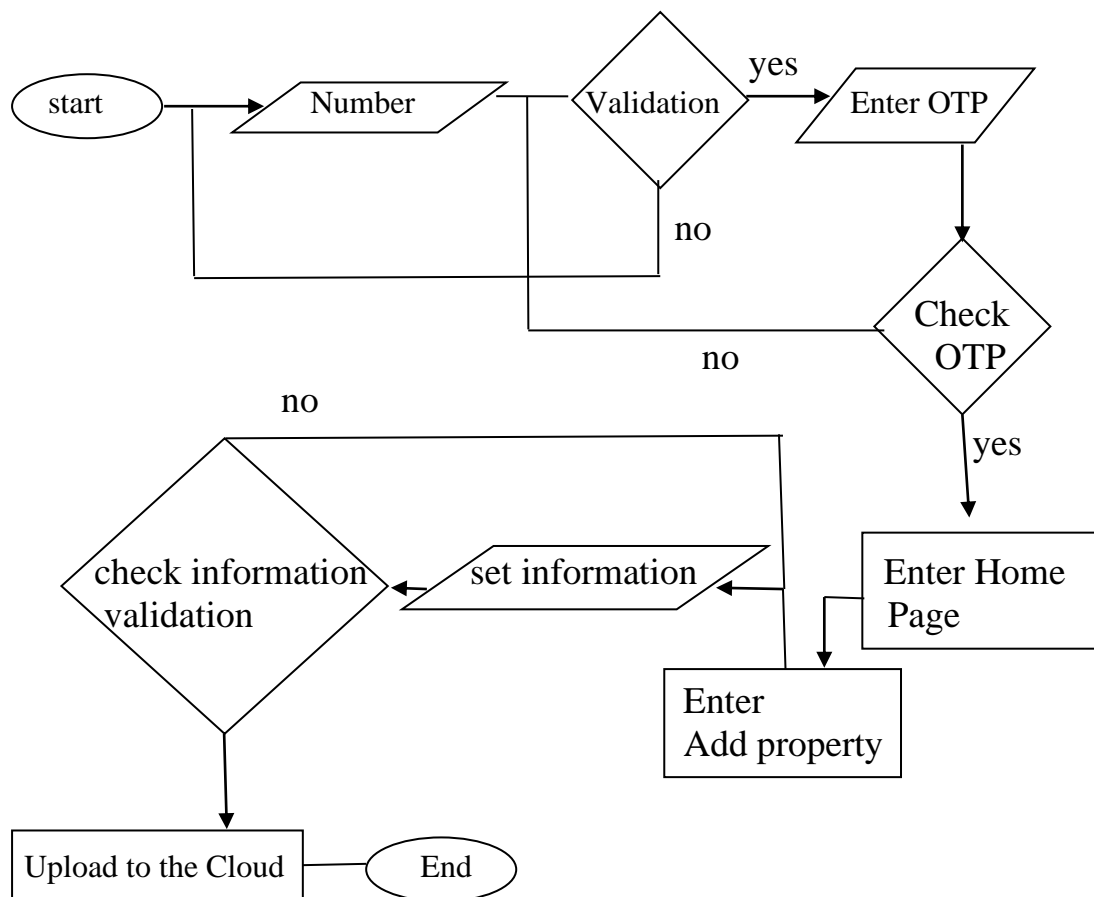 start
Number
Validation
yes
Enter OTP
no
Check
OTP
no
yes
Enter Home
Page
Enter
Add property
set information
no
check information
validation
Upload to the Cloud
End